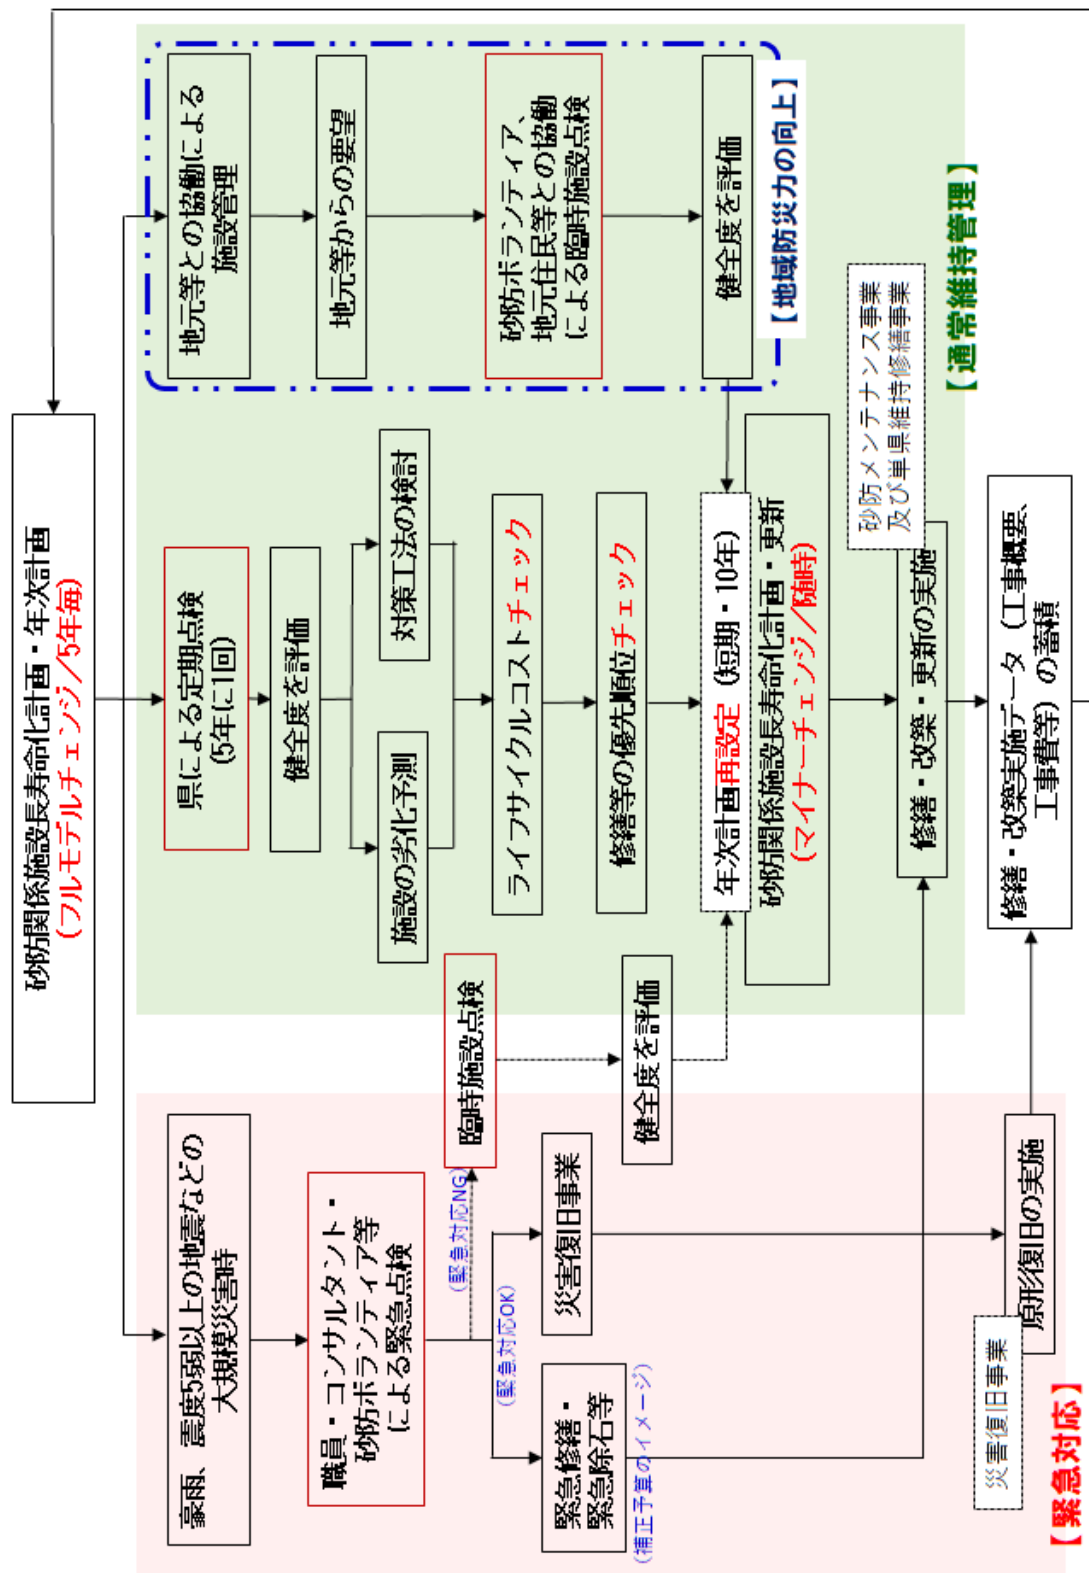 砂防関係施設長寿命化計画・年次計画
（フルモデルチェンジ／5年毎）
豪雨、震度5弱以上の地震などの
大規模災害時
職員・コンサルタント・
砂防ボランティア等
による緊急点検
（緊急対応NG）
（緊急対応OK）
緊急修繕・
緊急除石等
（補正予算のイメージ）
災害復旧事業
臨時施設点検
健全度を評価
災害復旧事業
原形復旧の実施
【緊急対応】
県による定期点検
（5年に1回）
健全度を評価
施設の劣化予測
対策工法の検討
ライフサイクルコストチェック
修繕等の優先順位チェック
年次計画再設定（短期・10年）
砂防関係施設長寿命化計画・更新
（マイナーチェンジ／随時）
砂防メンテナンス事業
及び単県維持修繕事業
修繕・改築・更新の実施
修繕・改築実施データ（工事概要、
工事費等）の蓄積
地元等との協働による
施設管理
地元等からの要望
砂防ボランティア、
地元住民等との協働
による臨時施設点検
健全度を評価
【地域防災力の向上】
【通常維持管理】